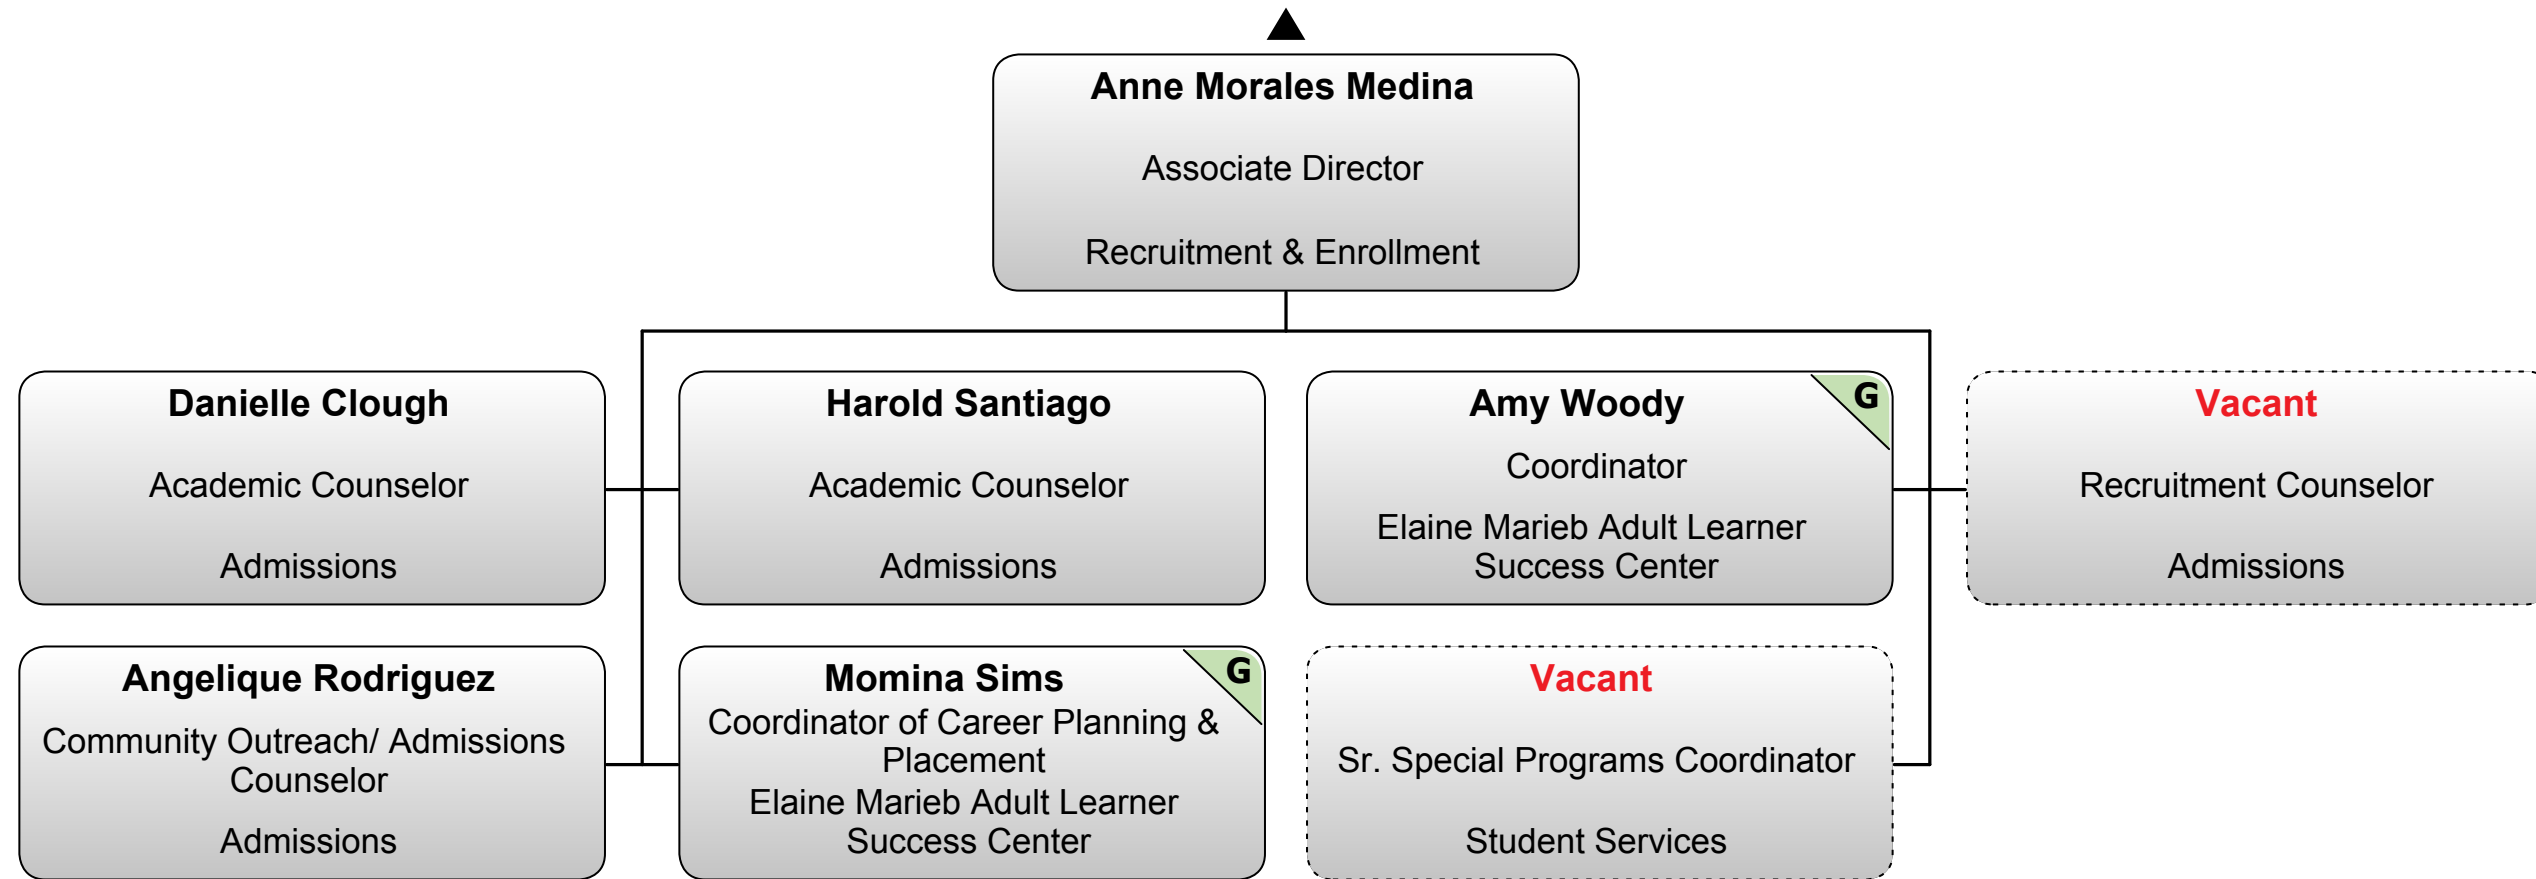 Anne Morales Medina
Associate Director
Recruitment & Enrollment
Danielle Clough
Academic Counselor
Admissions
Harold Santiago
Academic Counselor
Admissions
Amy Woody
G
Coordinator
Elaine Marieb Adult Learner
Success Center
Vacant
Recruitment Counselor
Admissions
Angelique Rodriguez
Community Outreach/ Admissions
Counselor
Admissions
Momina Sims
G
Coordinator of Career Planning &
Placement
Elaine Marieb Adult Learner
Success Center
Vacant
Sr. Special Programs Coordinator
Student Services